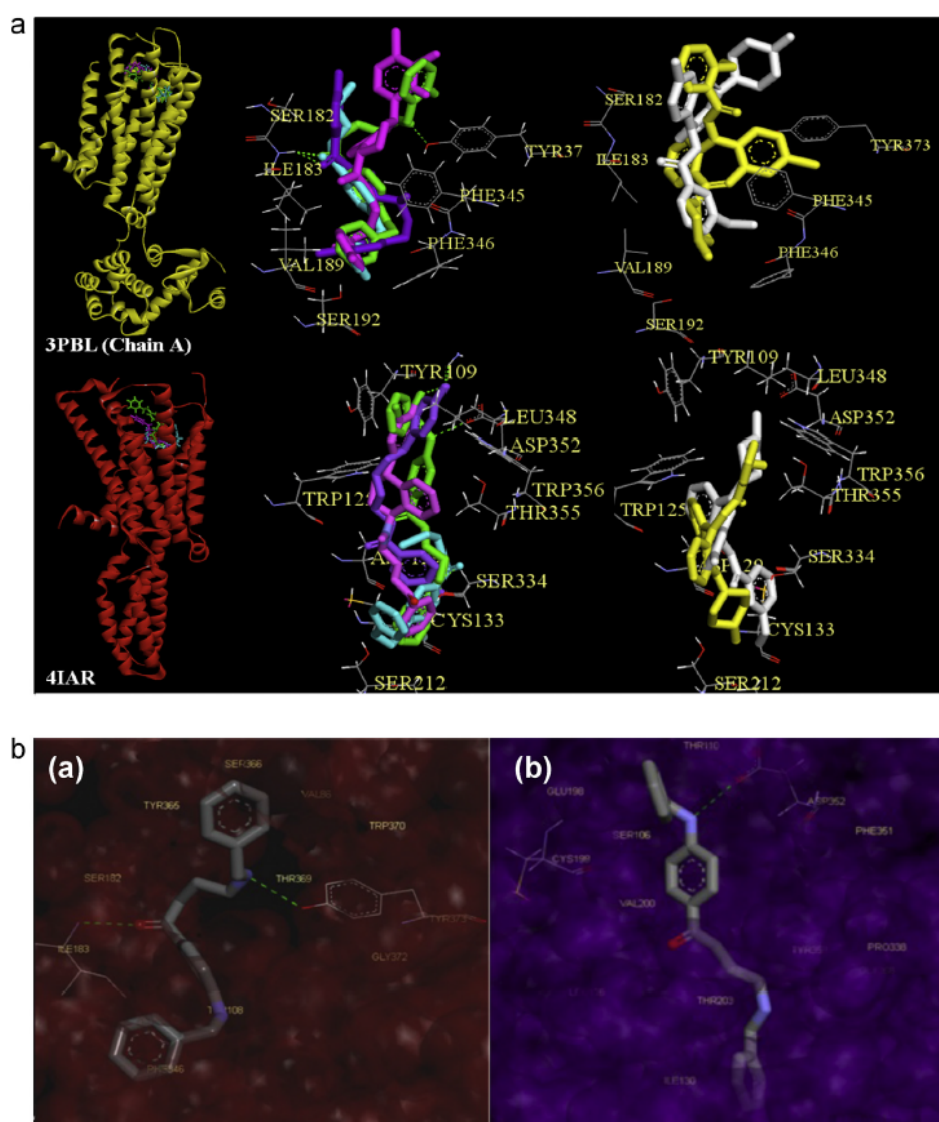 a
SER182
ILE183
TYR37
PHE345
PHE346
VAL189
SER192
3PBL (Chain A)
SER182
ILE183
TYR373
PHE345
PHE346
VAL189
SER192
TYR109
LEU348
ASP352
TRP356
THR355
SER334
CYS133
SER212
4IAR
TYR109
LEU348
ASP352
TRP356
THR355
TRP125
SER334
CYS133
SER212
b
(a)
SER366
TYR365
TRP370
SER182
THR369
TYR373
ILE183
GLY372
(b)
THR110
GLU198
ASP352
SER106
PHE351
CYS199
VAL200
PRO338
THR203
ILE130